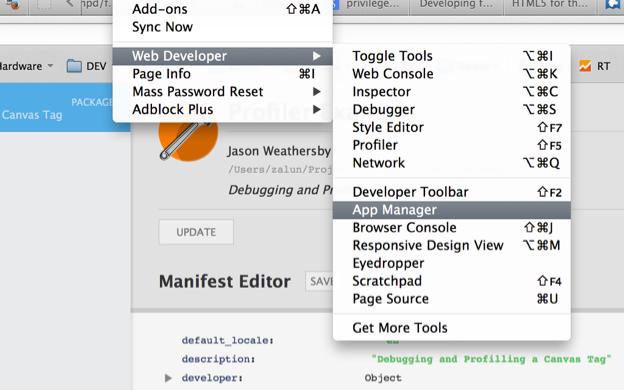 npd/f...
Add-ons ⇧⌘A
privilege...
Developing f...
HTML5 for th...
Sync Now
Hardware
DEV
Web Developer ▶
Page Info ⌘I
Mass Password Reset ▶
Adblock Plus ▶
Toggle Tools ⌥⌘I
Web Console ⌥⌘K
Inspector ⌥⌘C
Debugger ⌥⌘S
Style Editor ⇧F7
Profiler ⇧F5
Network ⌥⌘Q
Developer Toolbar ⇧F2
App Manager
Browser Console ⇧⌘J
Responsive Design View ⌥⌘M
Eyedropper
Scratchpad ⇧F4
Page Source ⌘U
Get More Tools
RT
PACKAGE
Canvas Tag
Profiler
Jason Weathersby
/Users/zalun/Proj
Debugging and Pr
UPDATE
Manifest Editor
SAV
default_locale: "en"
description: "Debugging and Profilling a Canvas Tag"
▶ developer: Object